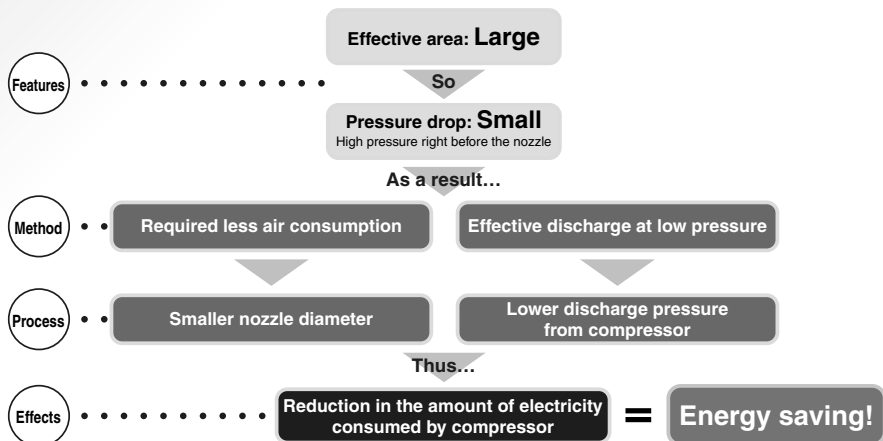 Effective area: Large
Features
So
Pressure drop: Small
High pressure right before the nozzle
As a result...
Method
Required less air consumption
Effective discharge at low pressure
Process
Smaller nozzle diameter
Lower discharge pressure
from compressor
Thus...
Effects
Reduction in the amount of electricity
consumed by compressor
=
Energy saving!